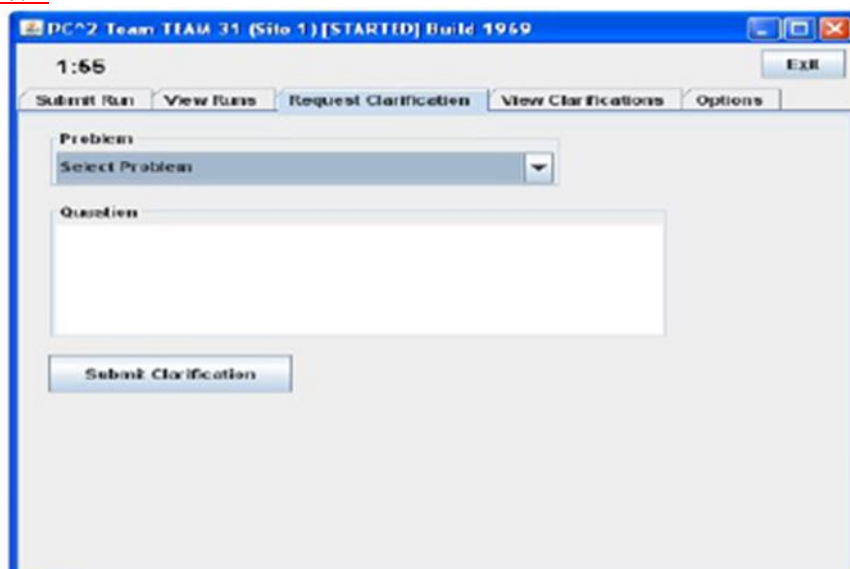 PC^2 Team TEAM 31 (Site 1) [STARTED] Build 1969
1:55
Exit
Submit Run View Runs Request Clarification View Clarifications Options
Problem
Select Problem
Question
Submit Clarification